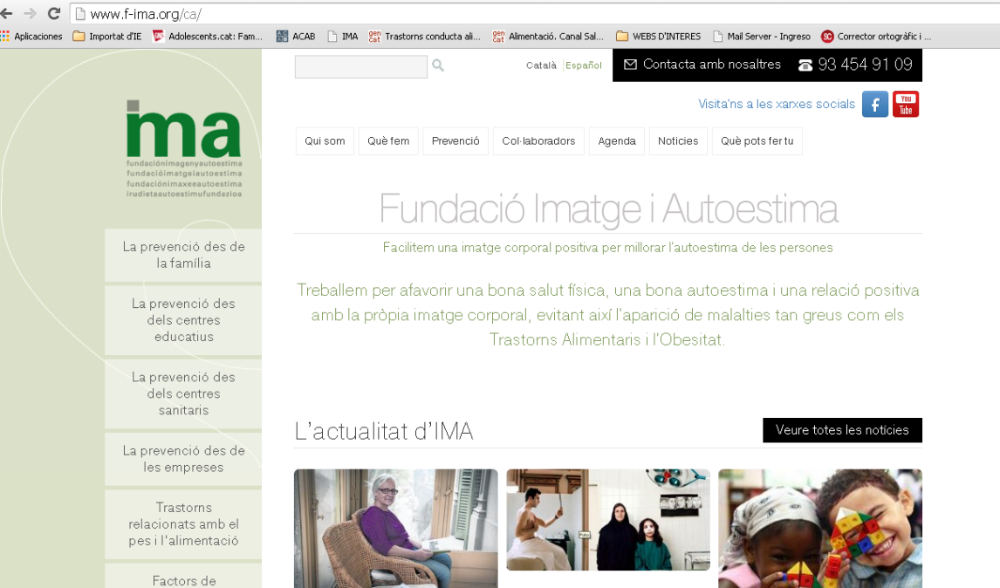 www.f-ima.org/ca/
Aplicaciones Importat d'IE Adolescents.cat: Fam... ACAB IMA Trastorns conducta ali... Alimentació. Canal Sal... WEBS D'INTERES Mail Server - Ingreso Corrector ortogràfic i ...
Català Español Contacta amb nosaltres 93 454 91 09
Visita'ns a les xarxes socials f You Tube
ima
fundaciónimagenyautoestima
fundacióimatgeiautoestima
fundaciónimaxeeautoestima
irudietaautoestimufundazioa
Qui som Què fem Prevenció Col·laboradors Agenda Noticies Què pots fer tu
Fundació Imatge i Autoestima
Facilitem una imatge corporal positiva per millorar l'autoestima de les persones
Treballem per afavorir una bona salut física, una bona autoestima i una relació positiva
amb la pròpia imatge corporal, evitant així l'aparició de malalties tan greus com els
Trastorns Alimentaris i l'Obesitat.
La prevenció des de
la família
La prevenció des
dels centres
educatius
La prevenció des
dels centres
sanitaris
La prevenció des de
les empreses
Trastorns
relacionats amb el
pes i l'alimentació
Factors de
L'actualitat d'IMA
Veure totes les notícies